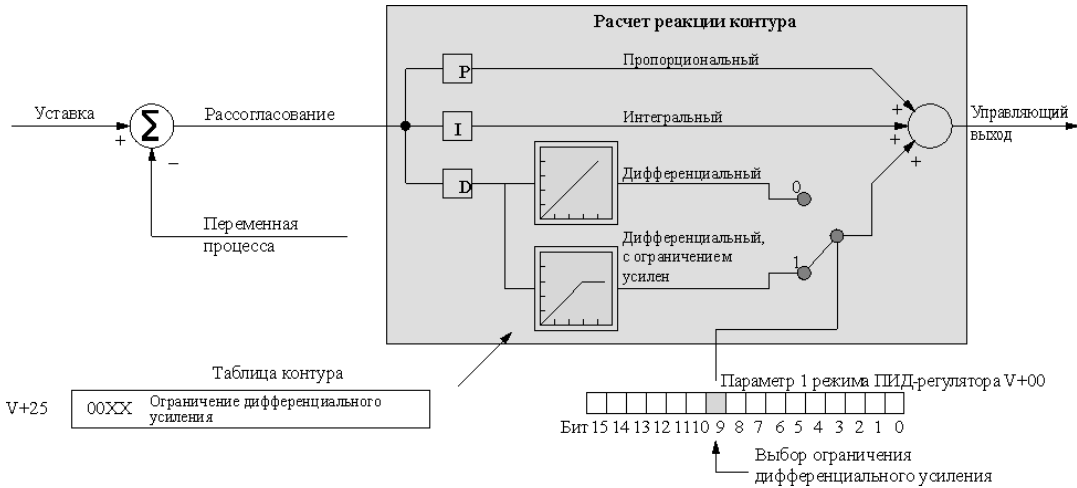 Расчет реакции контура
P
Пропорциональный
Уставка
+
Σ
−
Рассогласование
I
Интегральный
+
+
+
Управляющий
выход
D
Дифференциальный
0
Переменная
процесса
Дифференциальный,
с ограничением
усилен
1
Таблица контура
V+25
00XX
Ограничение дифференциального
усиления
Параметр 1 режима ПИД-регулятора V+00
Бит 15 14 13 12 11 10 9 8 7 6 5 4 3 2 1 0
Выбор ограничения
дифференциального усиления